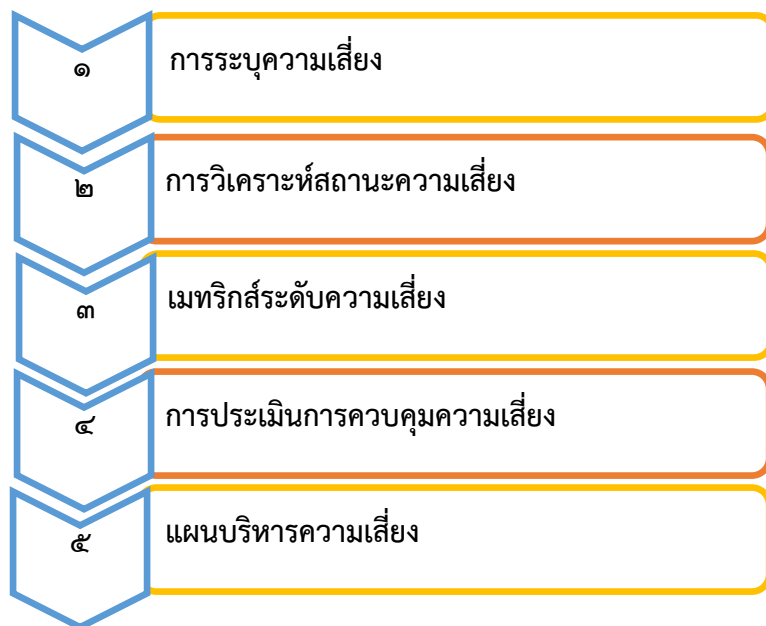 ๑ การระบุความเสี่ยง
๒ การวิเคราะห์สถานะความเสี่ยง
๓ เมทริกส์ระดับความเสี่ยง
๔ การประเมินการควบคุมความเสี่ยง
๕ แผนบริหารความเสี่ยง